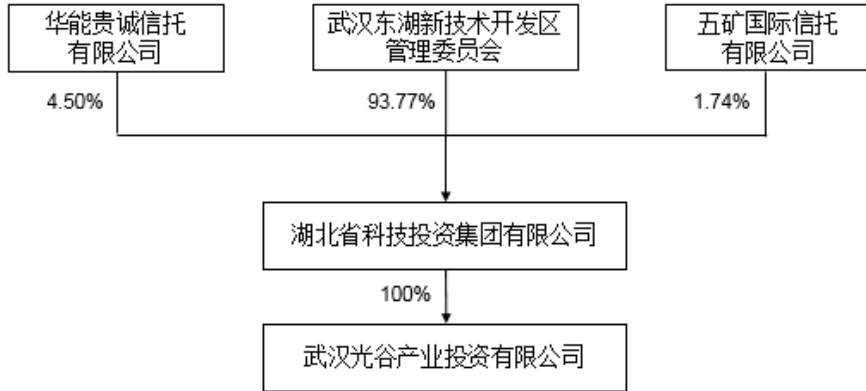 华能贵诚信托
有限公司
武汉东湖新技术开发区
管理委员会
五矿国际信托
有限公司
4.50%
93.77%
1.74%
湖北省科技投资集团有限公司
100%
武汉光谷产业投资有限公司